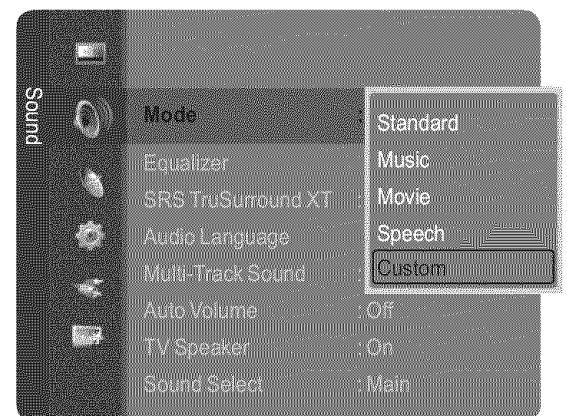 Sound
Mode :
Standard
Music
Movie
Speech
Custom
Equalizer
SRS TruSurround XT :
Audio Language
Multi-Track Sound :
Auto Volume : Off
TV Speaker : On
Sound Select : Main